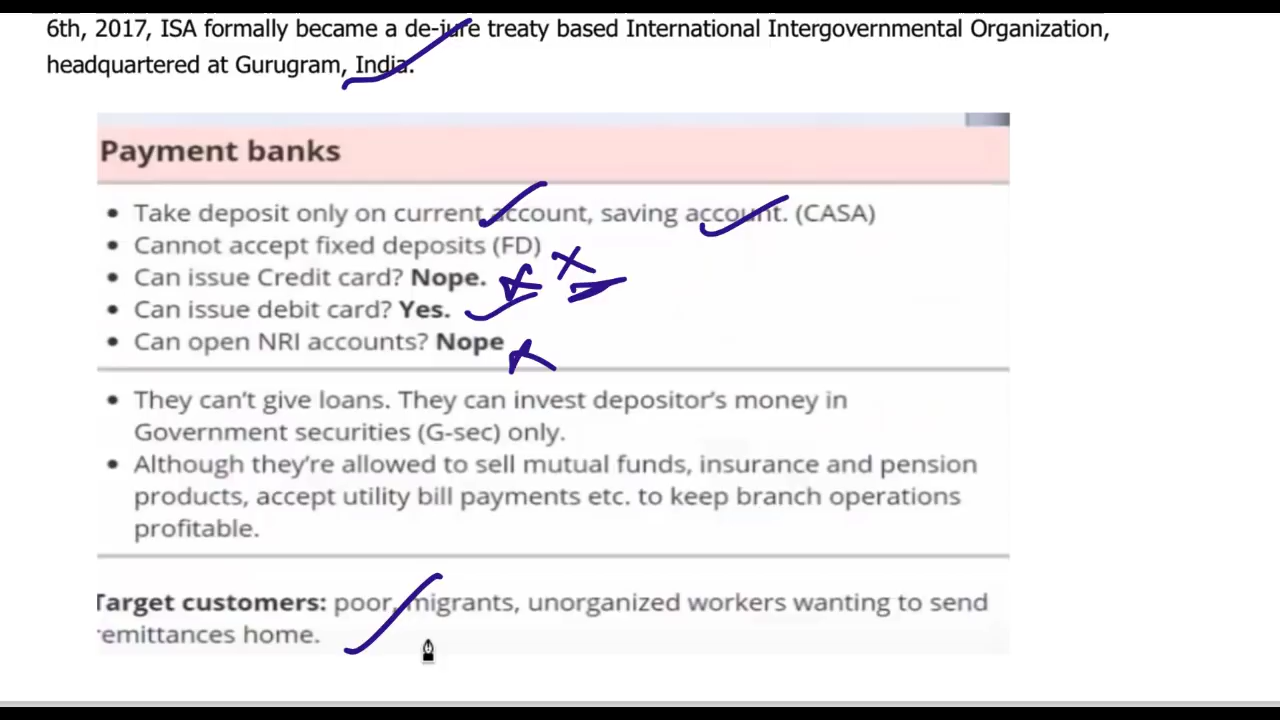 6th, 2017, ISA formally became a de-jure treaty based International Intergovernmental Organization,
headquartered at Gurugram, India.
Payment banks
• Take deposit only on current account, saving account. (CASA)
• Cannot accept fixed deposits (FD)
• Can issue Credit card? Nope.
• Can issue debit card? Yes.
• Can open NRI accounts? Nope
• They can't give loans. They can invest depositor's money in
Government securities (G-sec) only.
• Although they're allowed to sell mutual funds, insurance and pension
products, accept utility bill payments etc. to keep branch operations
profitable.
Target customers: poor, migrants, unorganized workers wanting to send
remittances home.